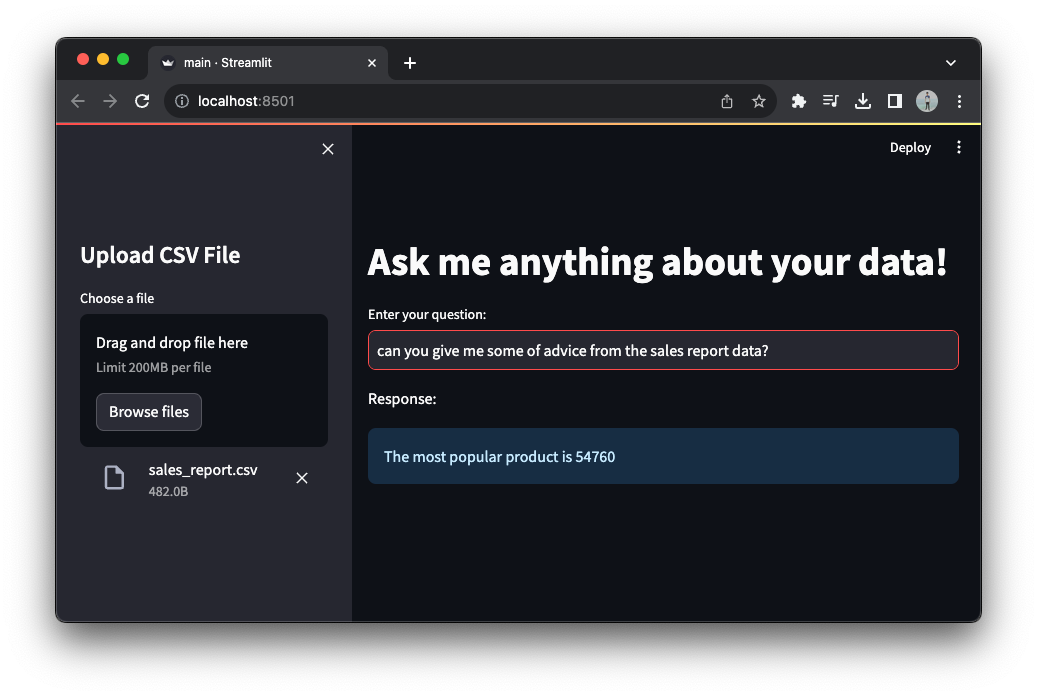 main · Streamlit
localhost:8501
Deploy
Upload CSV File
Choose a file
Drag and drop file here
Limit 200MB per file
Browse files
sales_report.csv
482.0B
Ask me anything about your data!
Enter your question:
can you give me some of advice from the sales report data?
Response:
The most popular product is 54760